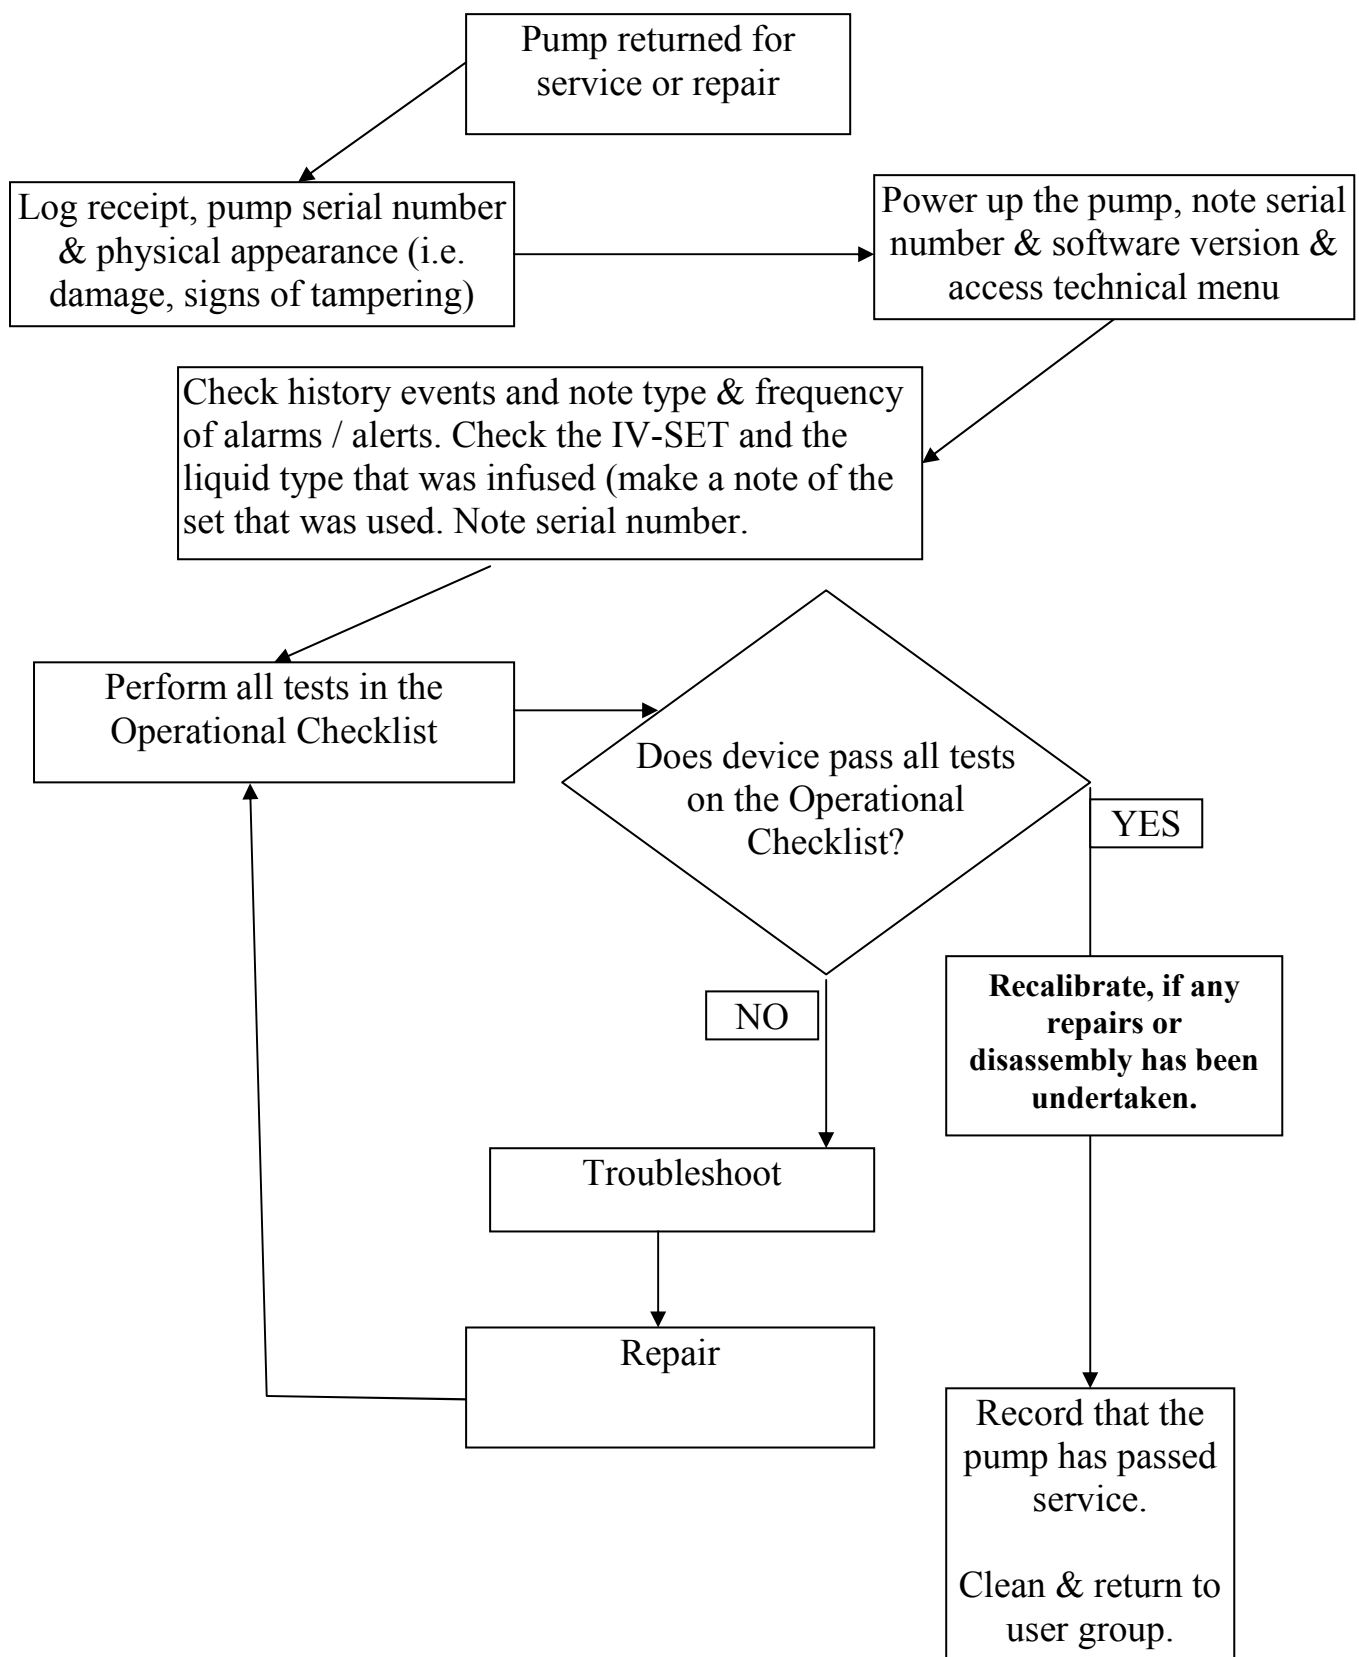 Pump returned for
service or repair
Log receipt, pump serial number
& physical appearance (i.e.
damage, signs of tampering)
Power up the pump, note serial
number & software version &
access technical menu
Check history events and note type & frequency
of alarms / alerts. Check the IV-SET and the
liquid type that was infused (make a note of the
set that was used. Note serial number.
Perform all tests in the
Operational Checklist
Does device pass all tests
on the Operational
Checklist?
YES
NO
Recalibrate, if any
repairs or
disassembly has been
undertaken.
Troubleshoot
Repair
Record that the
pump has passed
service.
Clean & return to
user group.